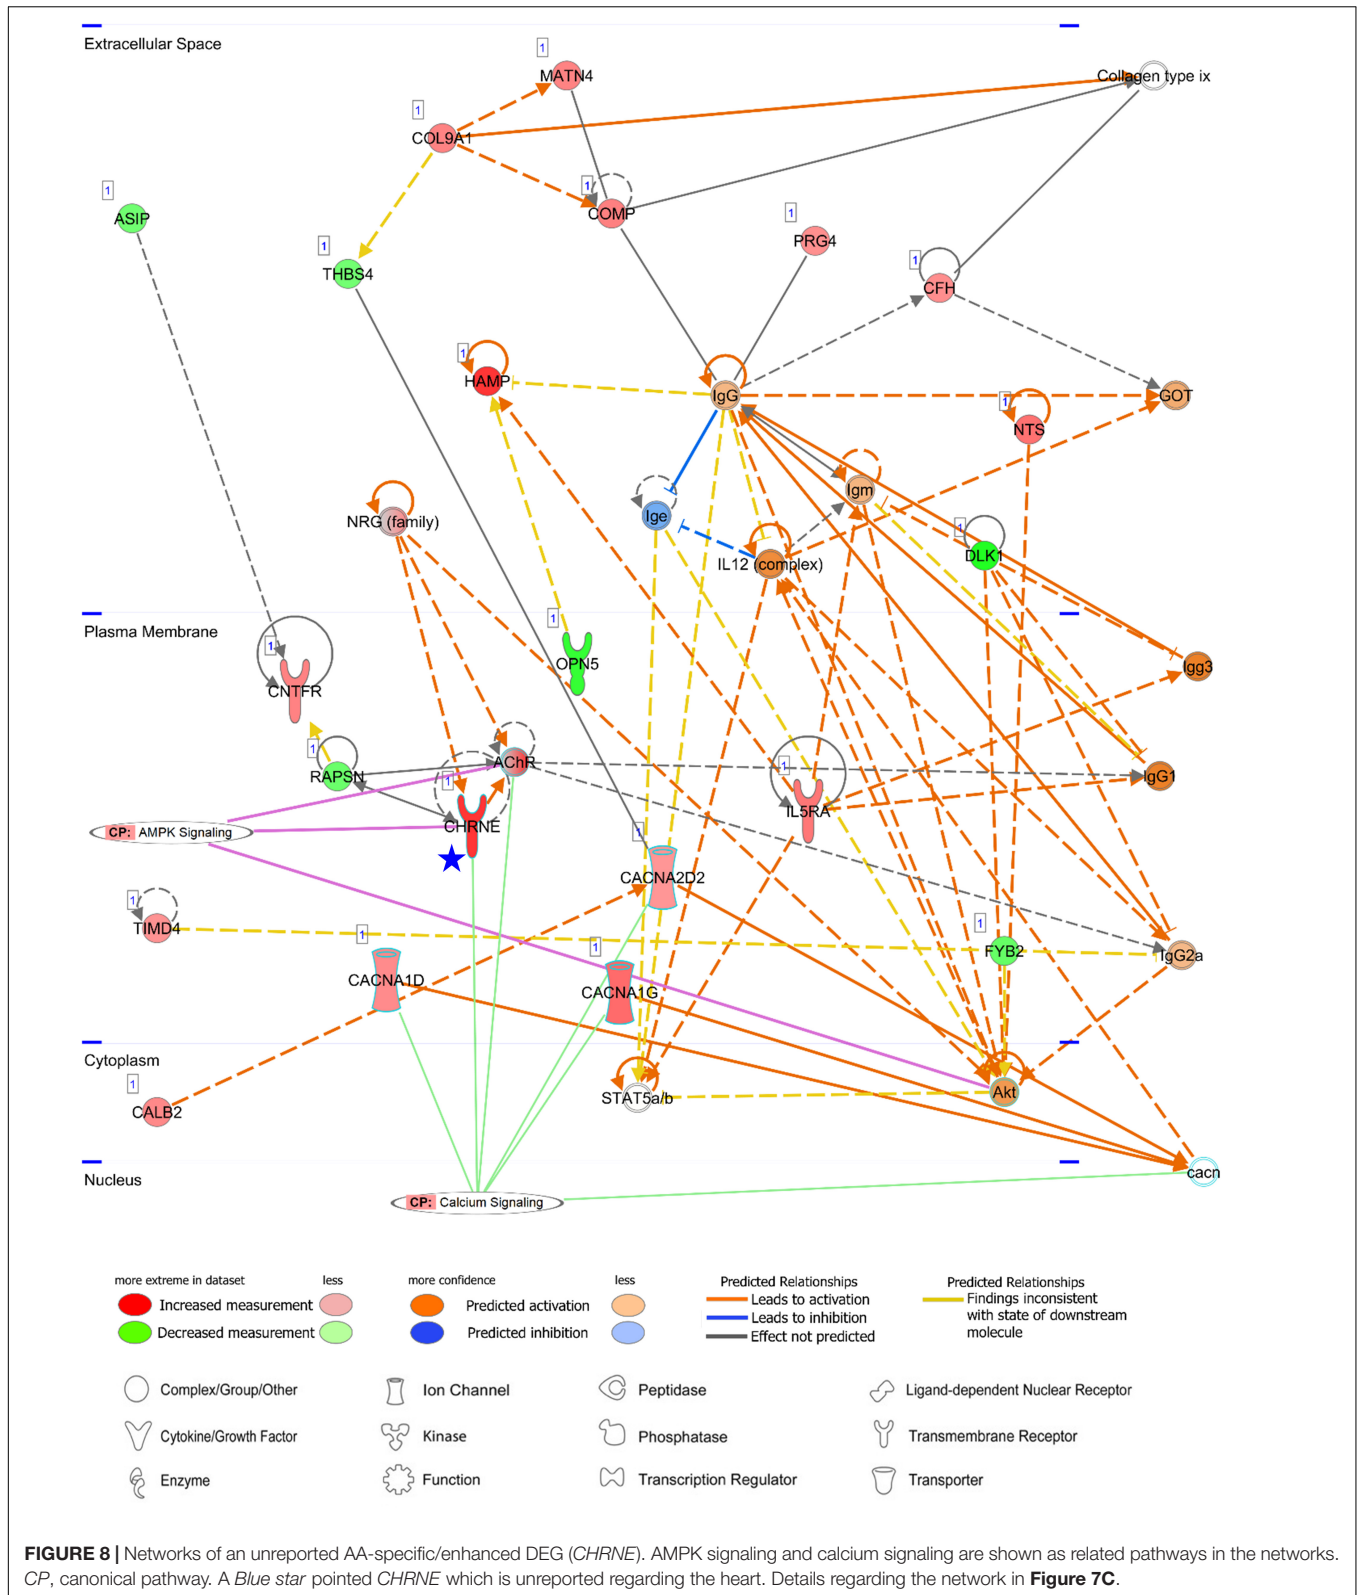 Extracellular Space
1
MATN4
Collagen type ix
1
COL9A1
1
ASIP
1
COMP
1
PRG4
1
THBS4
1
CFH
1
HAMP
IgG
GOT
1
NTS
Igm
NRG (family)
Ige
1
DLK1
IL12 (complex)
Plasma Membrane
1
OPN5
1
CNTFR
Igg3
1
RAPSN
AChR
1
CHRNE
1
IL5RA
IgG1
CP: AMPK Signaling
1
CACNA2D2
1
TIMD4
1
CACNA1D
1
CACNA1G
1
FYB2
IgG2a
Cytoplasm
1
CALB2
STAT5a/b
Akt
Nucleus
cacn
CP: Calcium Signaling
more extreme in dataset less
Increased measurement
Decreased measurement
more confidence less
Predicted activation
Predicted inhibition
Predicted Relationships
Leads to activation
Leads to inhibition
Effect not predicted
Predicted Relationships
Findings inconsistent
with state of downstream
molecule
Complex/Group/Other Ion Channel Peptidase Ligand-dependent Nuclear Receptor
Cytokine/Growth Factor Kinase Phosphatase Transmembrane Receptor
Enzyme Function Transcription Regulator Transporter
FIGURE 8 | Networks of an unreported AA-specific/enhanced DEG (CHRNE). AMPK signaling and calcium signaling are shown as related pathways in the networks.
CP, canonical pathway. A Blue star pointed CHRNE which is unreported regarding the heart. Details regarding the network in Figure 7C.